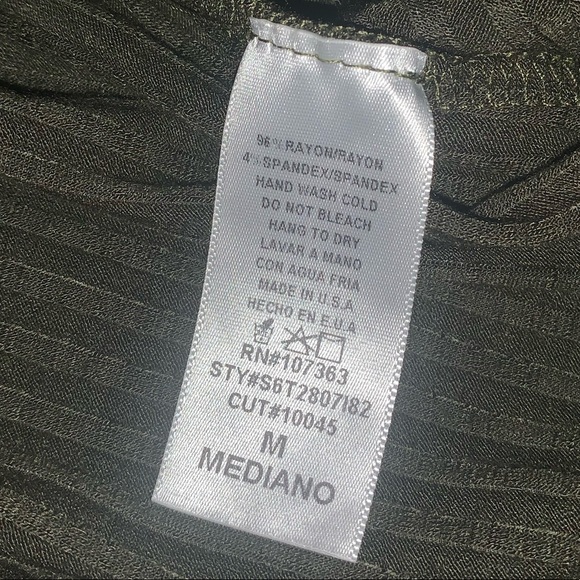 96% RAYON/RAYON
4% SPANDEX/SPANDEX
HAND WASH COLD
DO NOT BLEACH
HANG TO DRY
LAVAR A MANO
CON AGUA FRIA
MADE IN U.S.A
HECHO EN E.U.A
RN#107363
STY#S6T2807I82
CUT#10045
M
MEDIANO